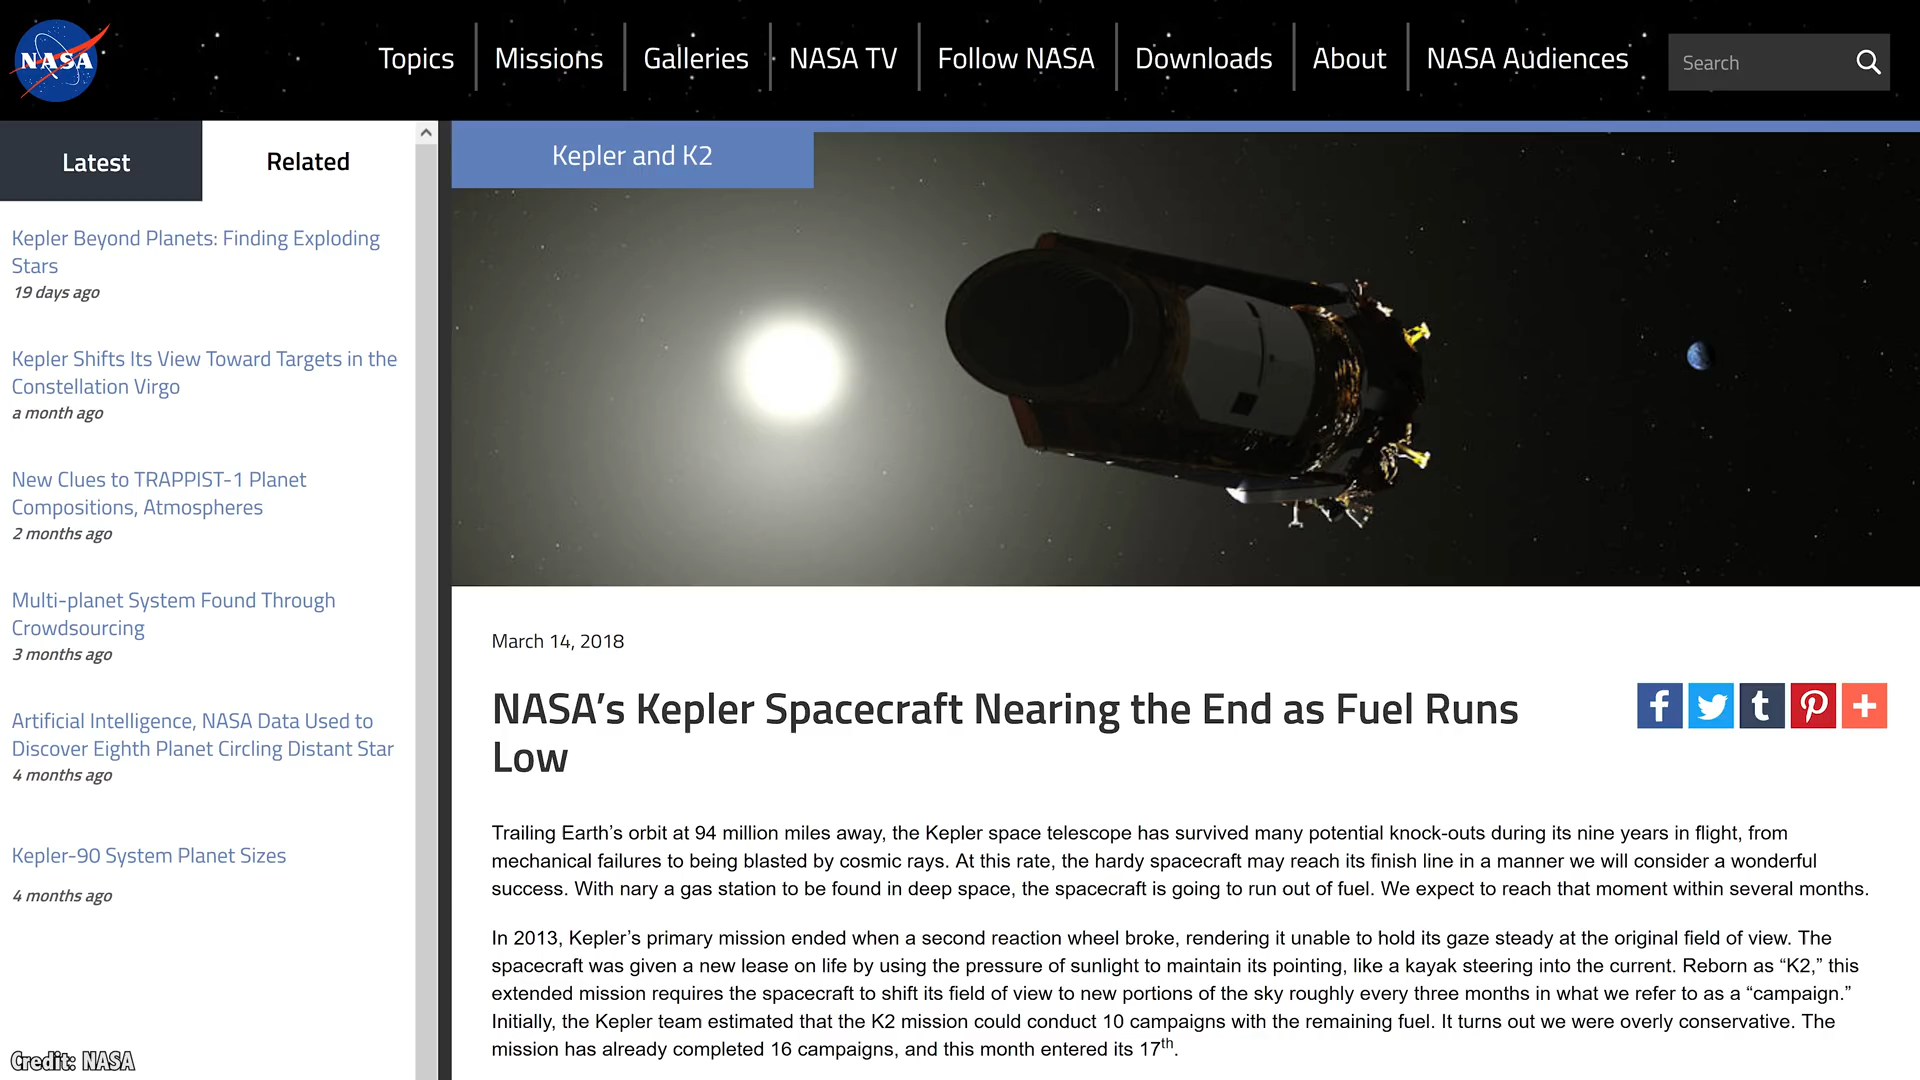 NASA
Topics
Missions
Galleries
NASA TV
Follow NASA
Downloads
About
NASA Audiences
Search
Latest
Related
Kepler Beyond Planets: Finding Exploding
Stars
19 days ago
Kepler Shifts Its View Toward Targets in the
Constellation Virgo
a month ago
New Clues to TRAPPIST-1 Planet
Compositions, Atmospheres
2 months ago
Multi-planet System Found Through
Crowdsourcing
3 months ago
Artificial Intelligence, NASA Data Used to
Discover Eighth Planet Circling Distant Star
4 months ago
Kepler-90 System Planet Sizes
4 months ago
Credit: NASA
Kepler and K2
March 14, 2018
NASA’s Kepler Spacecraft Nearing the End as Fuel Runs
Low
Trailing Earth’s orbit at 94 million miles away, the Kepler space telescope has survived many potential knock-outs during its nine years in flight, from
mechanical failures to being blasted by cosmic rays. At this rate, the hardy spacecraft may reach its finish line in a manner we will consider a wonderful
success. With nary a gas station to be found in deep space, the spacecraft is going to run out of fuel. We expect to reach that moment within several months.
In 2013, Kepler’s primary mission ended when a second reaction wheel broke, rendering it unable to hold its gaze steady at the original field of view. The
spacecraft was given a new lease on life by using the pressure of sunlight to maintain its pointing, like a kayak steering into the current. Reborn as “K2,” this
extended mission requires the spacecraft to shift its field of view to new portions of the sky roughly every three months in what we refer to as a “campaign.”
Initially, the Kepler team estimated that the K2 mission could conduct 10 campaigns with the remaining fuel. It turns out we were overly conservative. The
mission has already completed 16 campaigns, and this month entered its 17th.